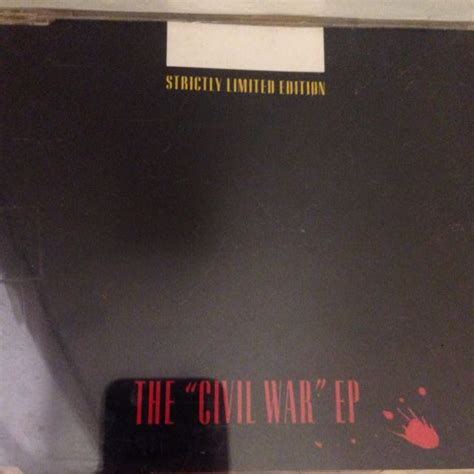 STRICTLY LIMITED EDITION
THE "CIVIL WAR" EP